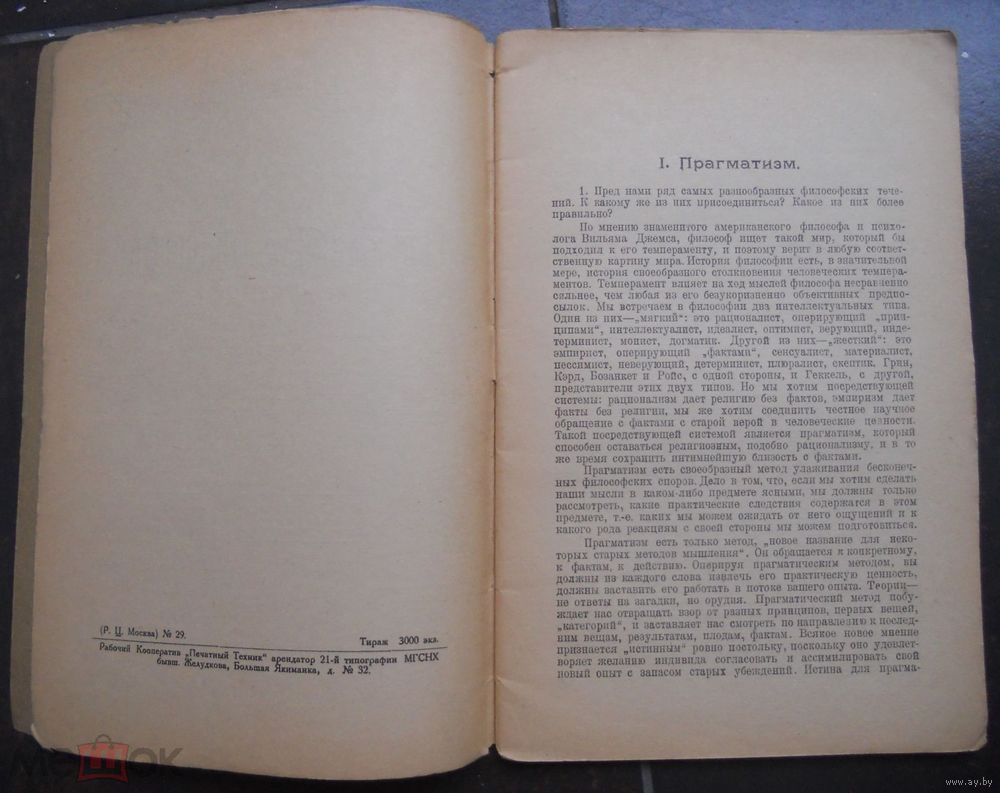 (Р. Ц. Москва) № 29.
Тираж 3000 экз.
Рабочий Кооператив „Печатный Техник" арендатор 21-й типографии МГСНХ
бывш. Желудкова, Большая Якиманка, д. № 32.
I. Прагматизм.
1. Пред нами ряд самых разнообразных философских тече-
ний. К какому же из них присоединиться? Какое из них более
правильно?
По мнению знаменитого американского философа и психо-
лога Вильяма Джемса, философ ищет такой мир, который бы
подходил к его темпераменту, и поэтому верит в любую соответ-
ственную картину мира. История философии есть, в значительной
мере, история своеобразного столкновения человеческих темпера-
ментов. Темперамент влияет на ход мыслей философа несравненно
сильнее, чем любая из его безукоризненно объективных предпо-
сылок. Мы встречаем в философии два интеллектуальных типа.
Один из них—„мягкий": это рационалист, оперирующий „прин-
ципами", интеллектуалист, идеалист, оптимист, верующий, инде-
терминист, монист, догматик. Другой из них—„жесткий": это
эмпирист, оперирующий „фактами", сенсуалист, материалист,
пессимист, неверующий, детерминист, плюралист, скептик. Грин,
Кэрд, Бозанкет и Ройс, с одной стороны, и Геккель, с другой,
представители этих двух типов. Но мы хотим посредствующей
системы: рационализм дает религию без фактов, эмпиризм дает
факты без религии, мы же хотим соединить честное научное
обращение с фактами с старой верой в человеческие ценности.
Такой посредствующей системой является прагматизм, который
способен оставаться религиозным, подобно рационализму, и в то
же время сохранить интимнейшую близость с фактами.
Прагматизм есть своеобразный метод улаживания бесконеч-
ных философских споров. Дело в том, что, если мы хотим сделать
наши мысли в каком-либо предмете ясными, мы должны только
рассмотреть, какие практические следствия содержатся в этом
предмете, т.-е. каких мы можем ожидать от него ощущений и к
какого рода реакциям с своей стороны мы можем подготовиться.
Прагматизм есть только метод, „новое название для неко-
торых старых методов мышления". Он обращается к конкретному,
к фактам, к действию. Оперируя прагматическим методом, вы
должны из каждого слова извлечь его практическую ценность,
должны заставить его работать в потоке вашего опыта. Теории—
не ответы на загадки, но орудия. Прагматический метод побу-
ждает нас отвращать взор от разных принципов, первых вещей,
„категорий", и заставляет нас смотреть по направлению к послед-
ним вещам, результатам, плодам, фактам. Всякое новое мнение
признается „истинным" ровно постольку, поскольку оно удовлет-
воряет желанию индивида согласовать и ассимилировать свой
новый опыт с запасом старых убеждений. Истина для прагма-
мешок
www.ay.by